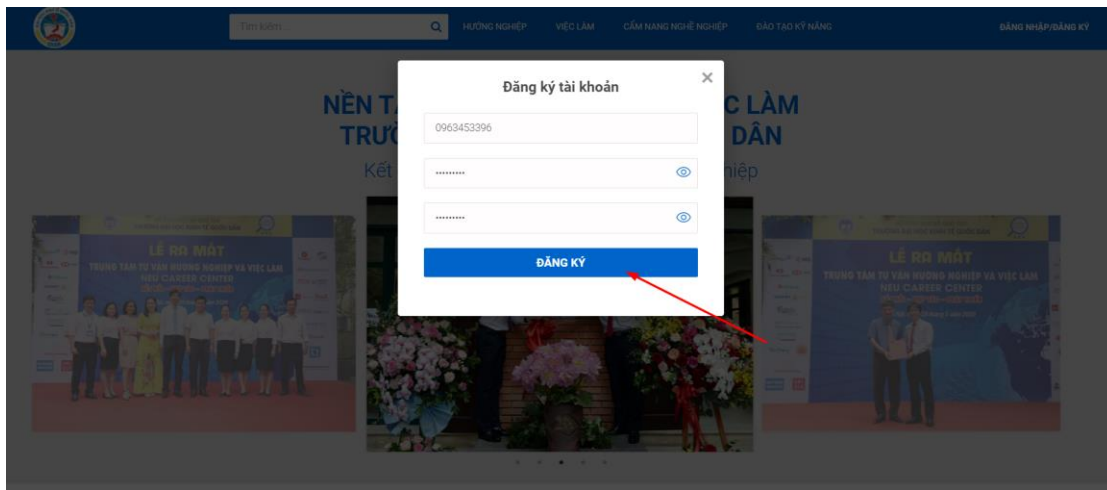 Tìm kiếm...
HƯỚNG NGHIỆP
VIỆC LÀM
CẨM NANG NGHỀ NGHIỆP
ĐÀO TẠO KỸ NĂNG
ĐĂNG NHẬP/ĐĂNG KÝ
Đăng ký tài khoản
×
0963453396
•••••••••
•••••••••
ĐĂNG KÝ
NỀN T C LÀM
TRƯỜ DÂN
Kết hiệp
LỄ RA MẮT
TRUNG TÂM TƯ VẤN HƯỚNG NGHIỆP VÀ VIỆC LÀM
NEU CAREER CENTER
LỄ RA MẮT
TRUNG TÂM TƯ VẤN HƯỚNG NGHIỆP VÀ VIỆC LÀM
NEU CAREER CENTER